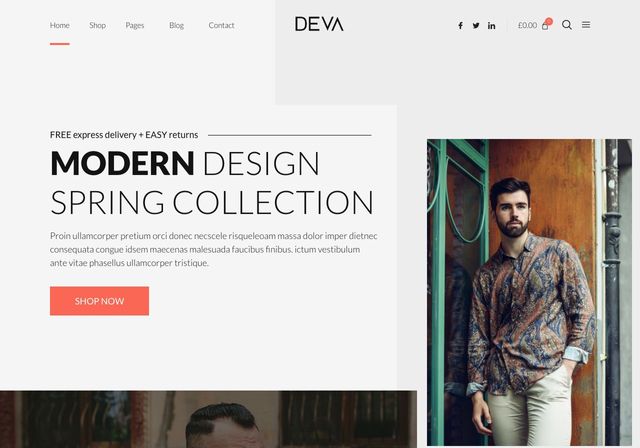 Home Shop Pages Blog Contact DEVA £0.00 0
FREE express delivery + EASY returns
MODERN DESIGN
SPRING COLLECTION
Proin ullamcorper pretium orci donec necscele risqueleoam massa dolor imper dietnec
consequata congue idsem maecenas malesuada faucibus finibus. ictum vestibulum
ante vitae phasellus ullamcorper tristique.
SHOP NOW